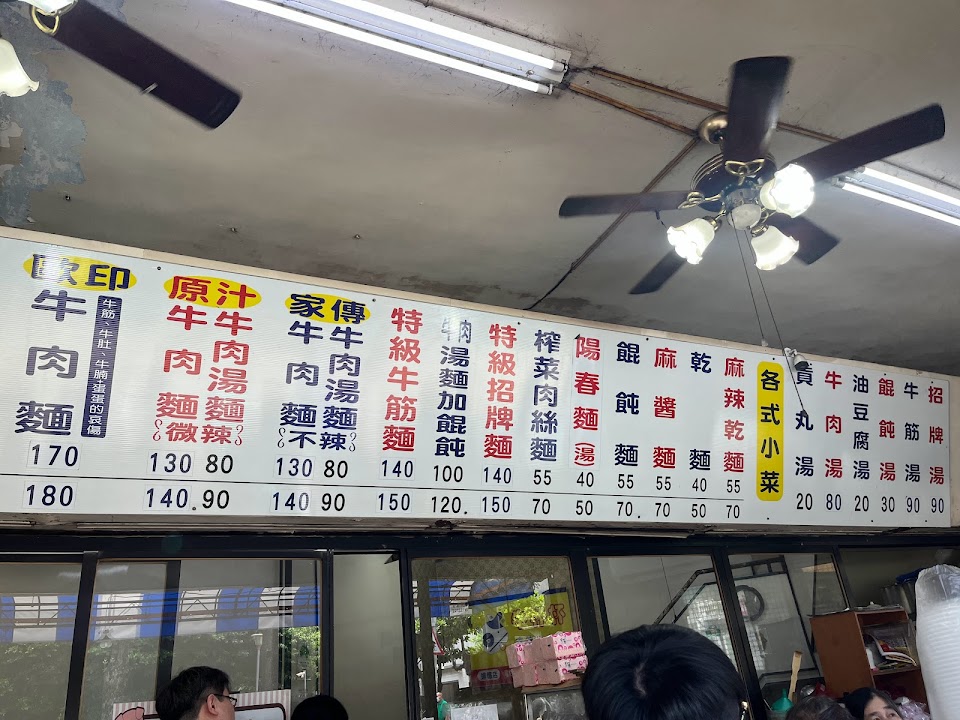 歐印
牛肉麵
牛筋、牛肚、牛腩+蛋蛋的哀傷
170
180
原汁
牛肉麵微
牛肉湯麵辣
130 80
140.90
家傳
牛肉麵不
牛肉湯麵辣
130 80
140 90
特級牛筋麵
140
150
牛肉湯麵加餛飩
100
120.
特級招牌麵
140
150
榨菜肉絲麵
55
70
陽春麵(湯)
40
50
餛飩麵
55
70.
麻醬麵
55
70
乾麵
40
50
麻辣乾麵
55
70
各式小菜
貢丸湯
20
牛肉湯
80
油豆腐湯
20
餛飩湯
30
牛筋湯
90
招牌湯
90